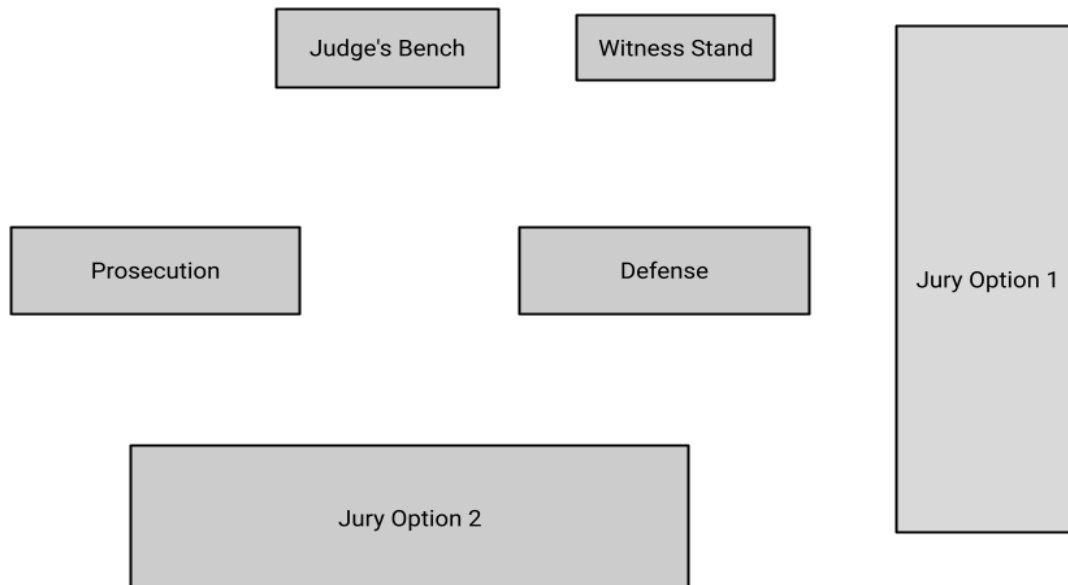 Judge's Bench
Witness Stand
Prosecution
Defense
Jury Option 1
Jury Option 2